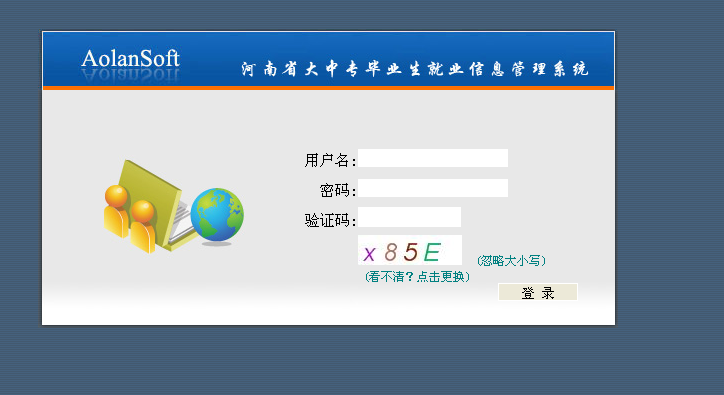 AolanSoft
河南省大中专毕业生就业信息管理系统
用户名:
密码:
验证码:
x85E
(忽略大小写)
(看不清?点击更换)
登 录